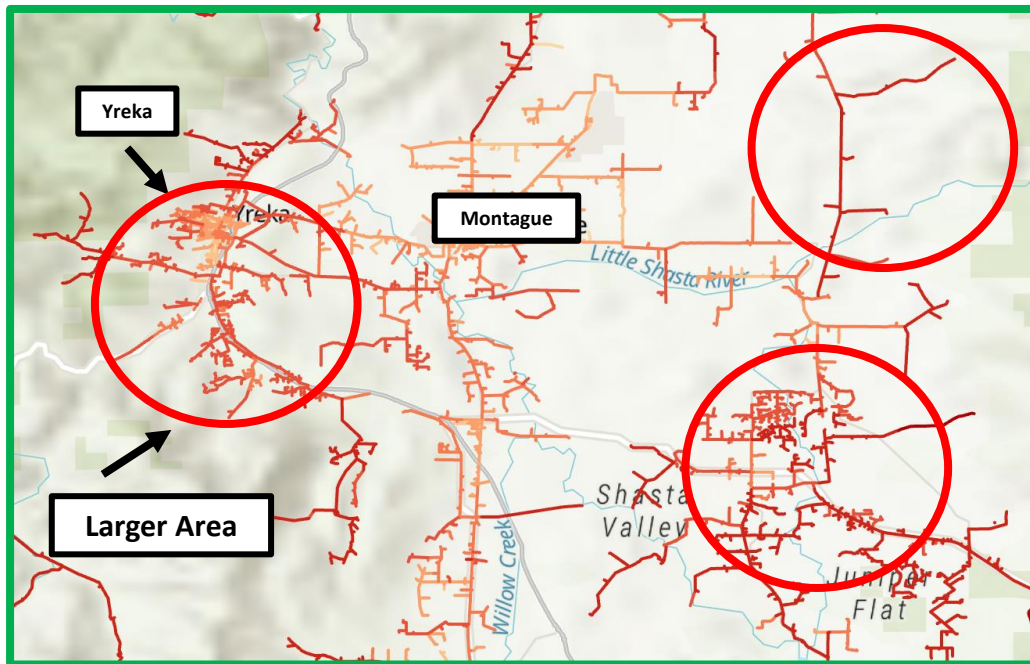 Yreka
Yreka
Montague
e
Little Shasta River
Larger Area
Shasta
Valley
Willow Creek
Juniper
Flat